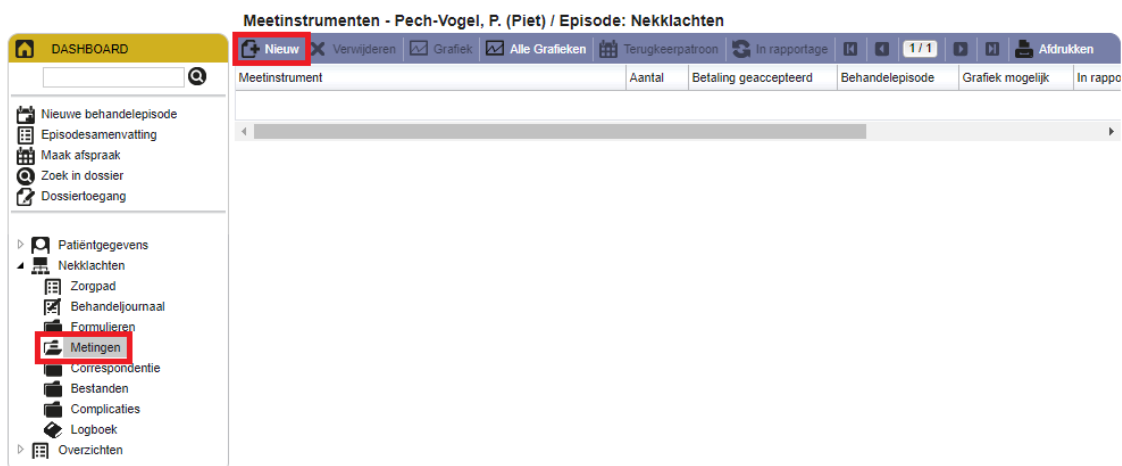 Meetinstrumenten - Pech-Vogel, P. (Piet) / Episode: Nekklachten
DASHBOARD
Nieuw Verwijderen Grafiek Alle Grafieken Terugkeerpatroon In rapportage 1 / 1 Afdrukken
Meetinstrument Aantal Betaling geaccepteerd Behandelepisode Grafiek mogelijk In rappo
Nieuwe behandelepisode
Episodesamenvatting
Maak afspraak
Zoek in dossier
Dossiertoegang
Patiëntgegevens
Nekklachten
Zorgpad
Behandeljournaal
Formulieren
Metingen
Correspondentie
Bestanden
Complicaties
Logboek
Overzichten